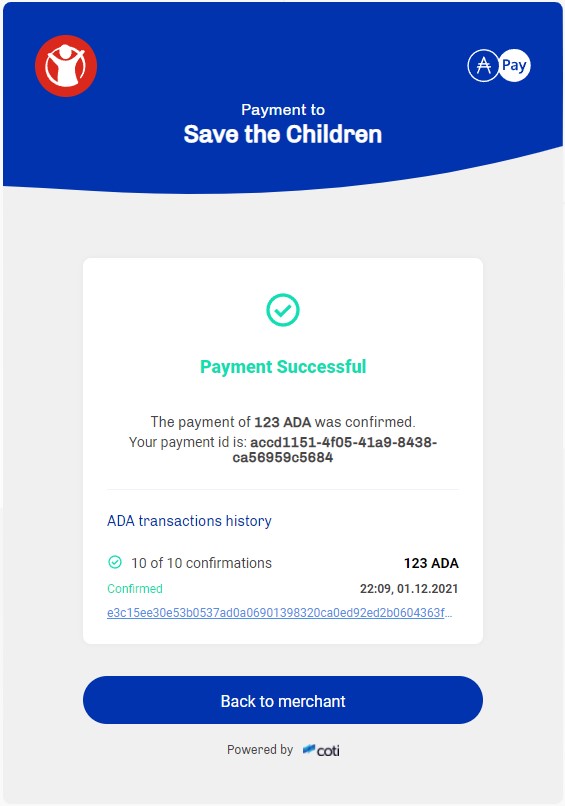 Pay
Payment to
Save the Children
Payment Successful
The payment of 123 ADA was confirmed.
Your payment id is: accd1151-4f05-41a9-8438-
ca56959c5684
ADA transactions history
10 of 10 confirmations 123 ADA
Confirmed 22:09, 01.12.2021
e3c15ee30e53b0537ad0a06901398320ca0ed92ed2b0604363f...
Back to merchant
Powered by coti